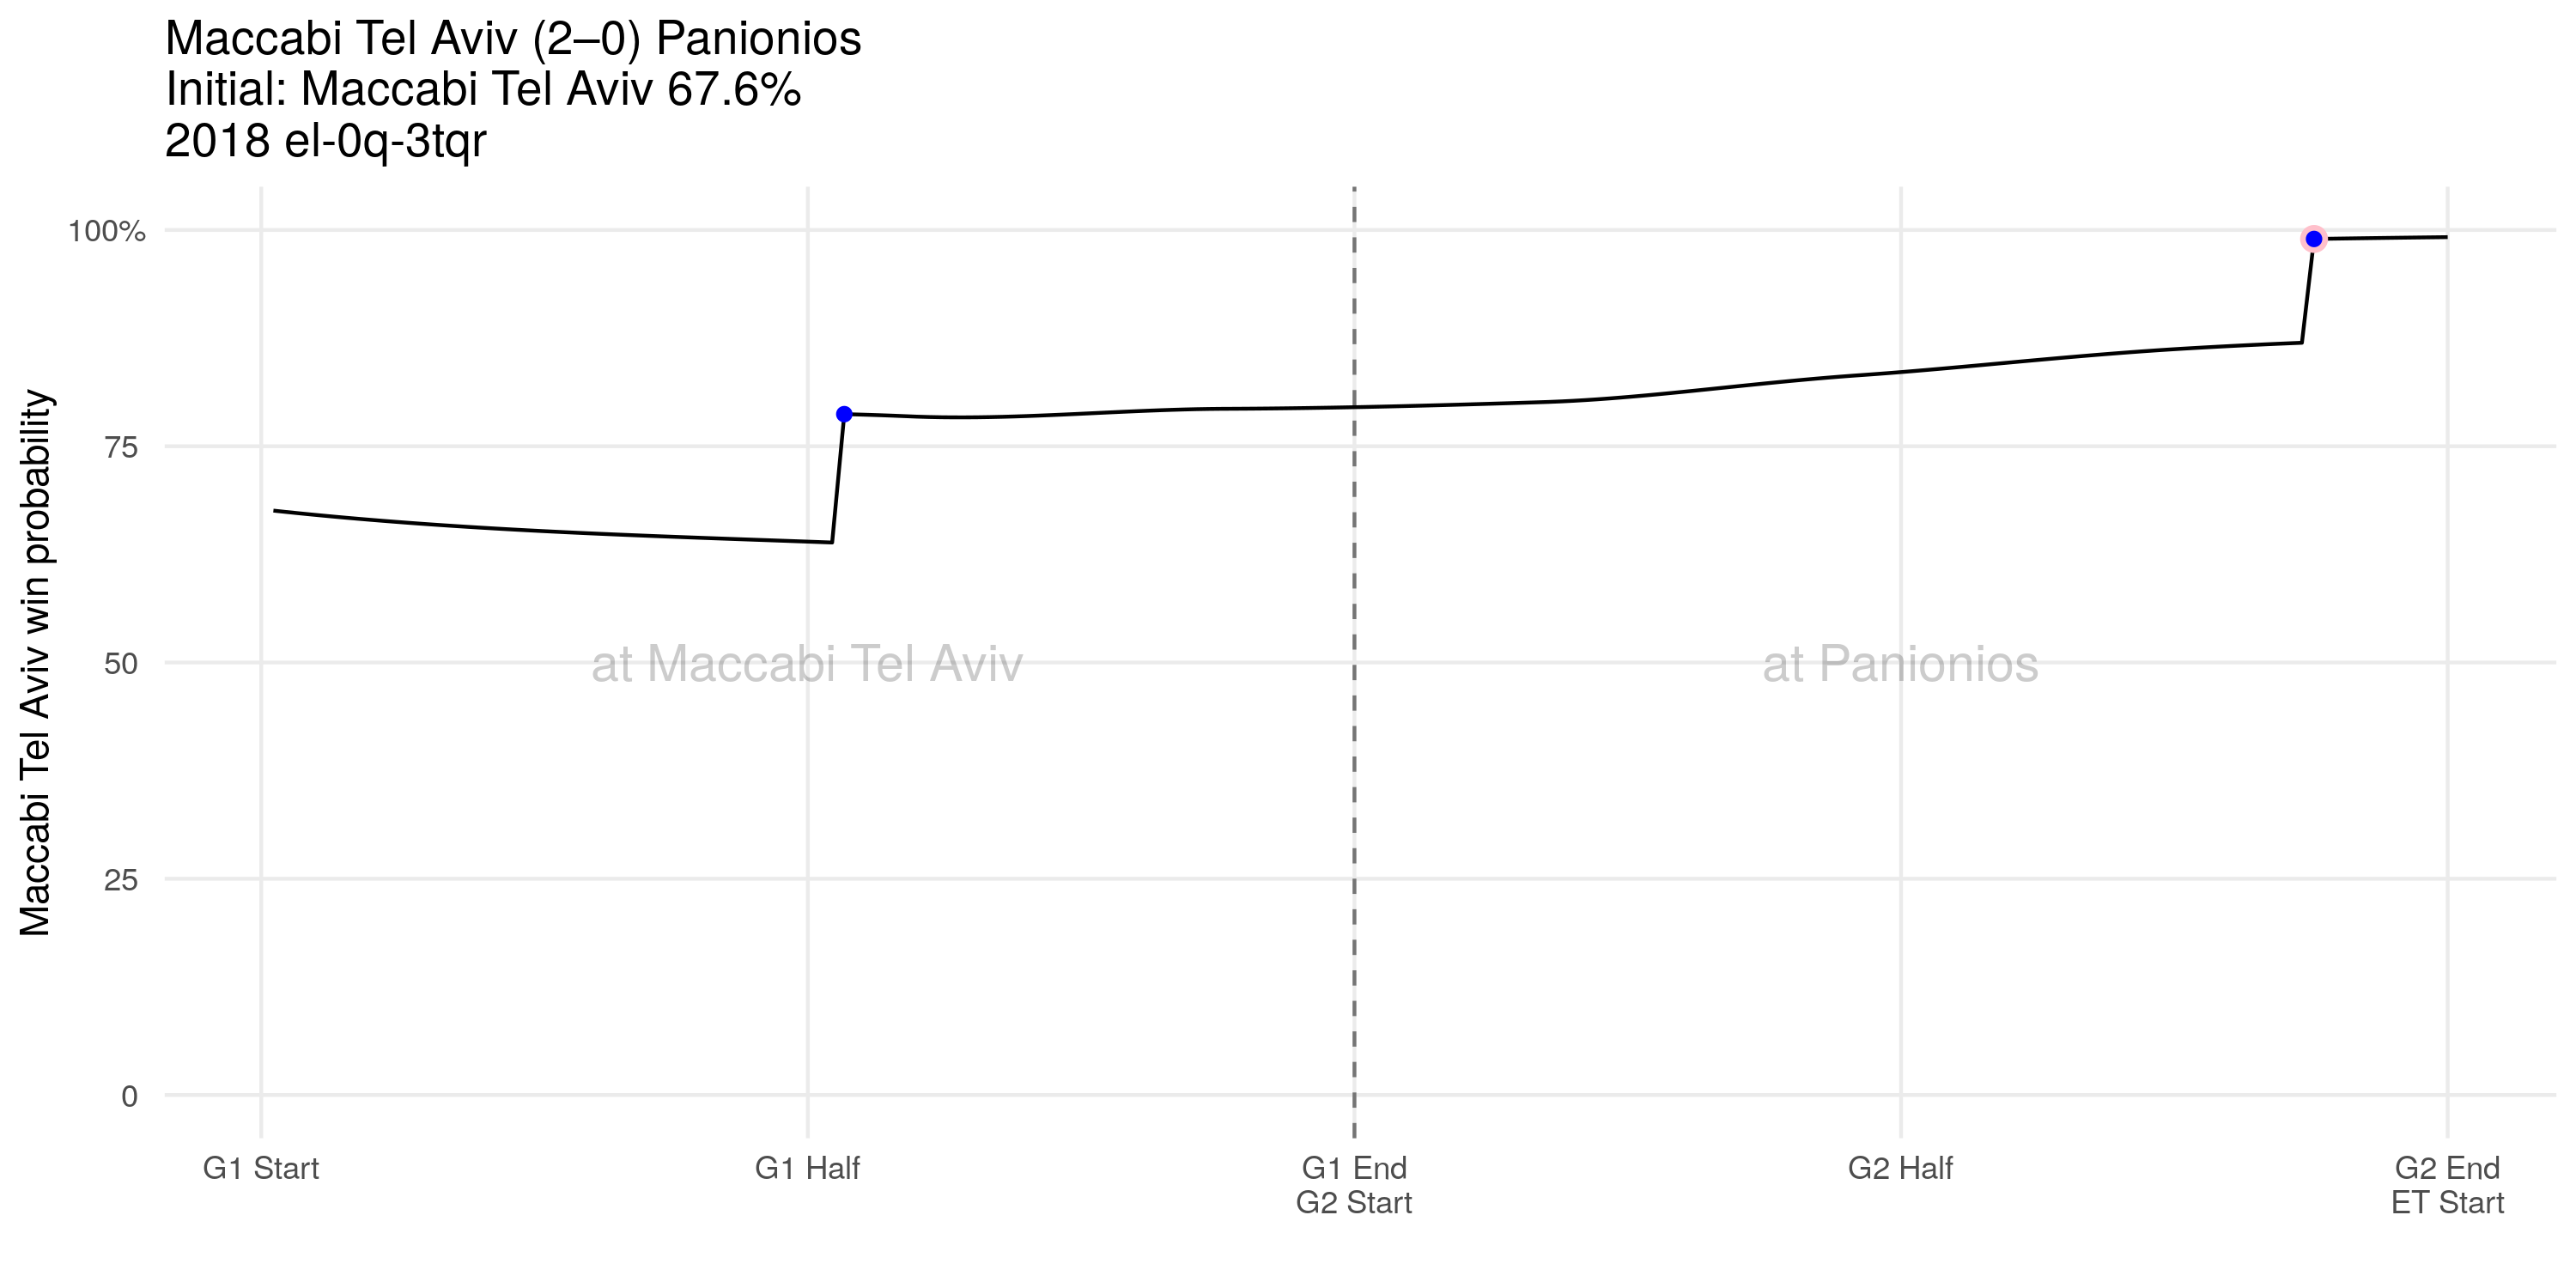 Maccabi Tel Aviv (2–0) Panionios
Initial: Maccabi Tel Aviv 67.6%
2018 el-0q-3tqr
Maccabi Tel Aviv win probability
100%
75
50
25
0
at Maccabi Tel Aviv
at Panionios
G1 Start
G1 Half
G1 End
G2 Start
G2 Half
G2 End
ET Start